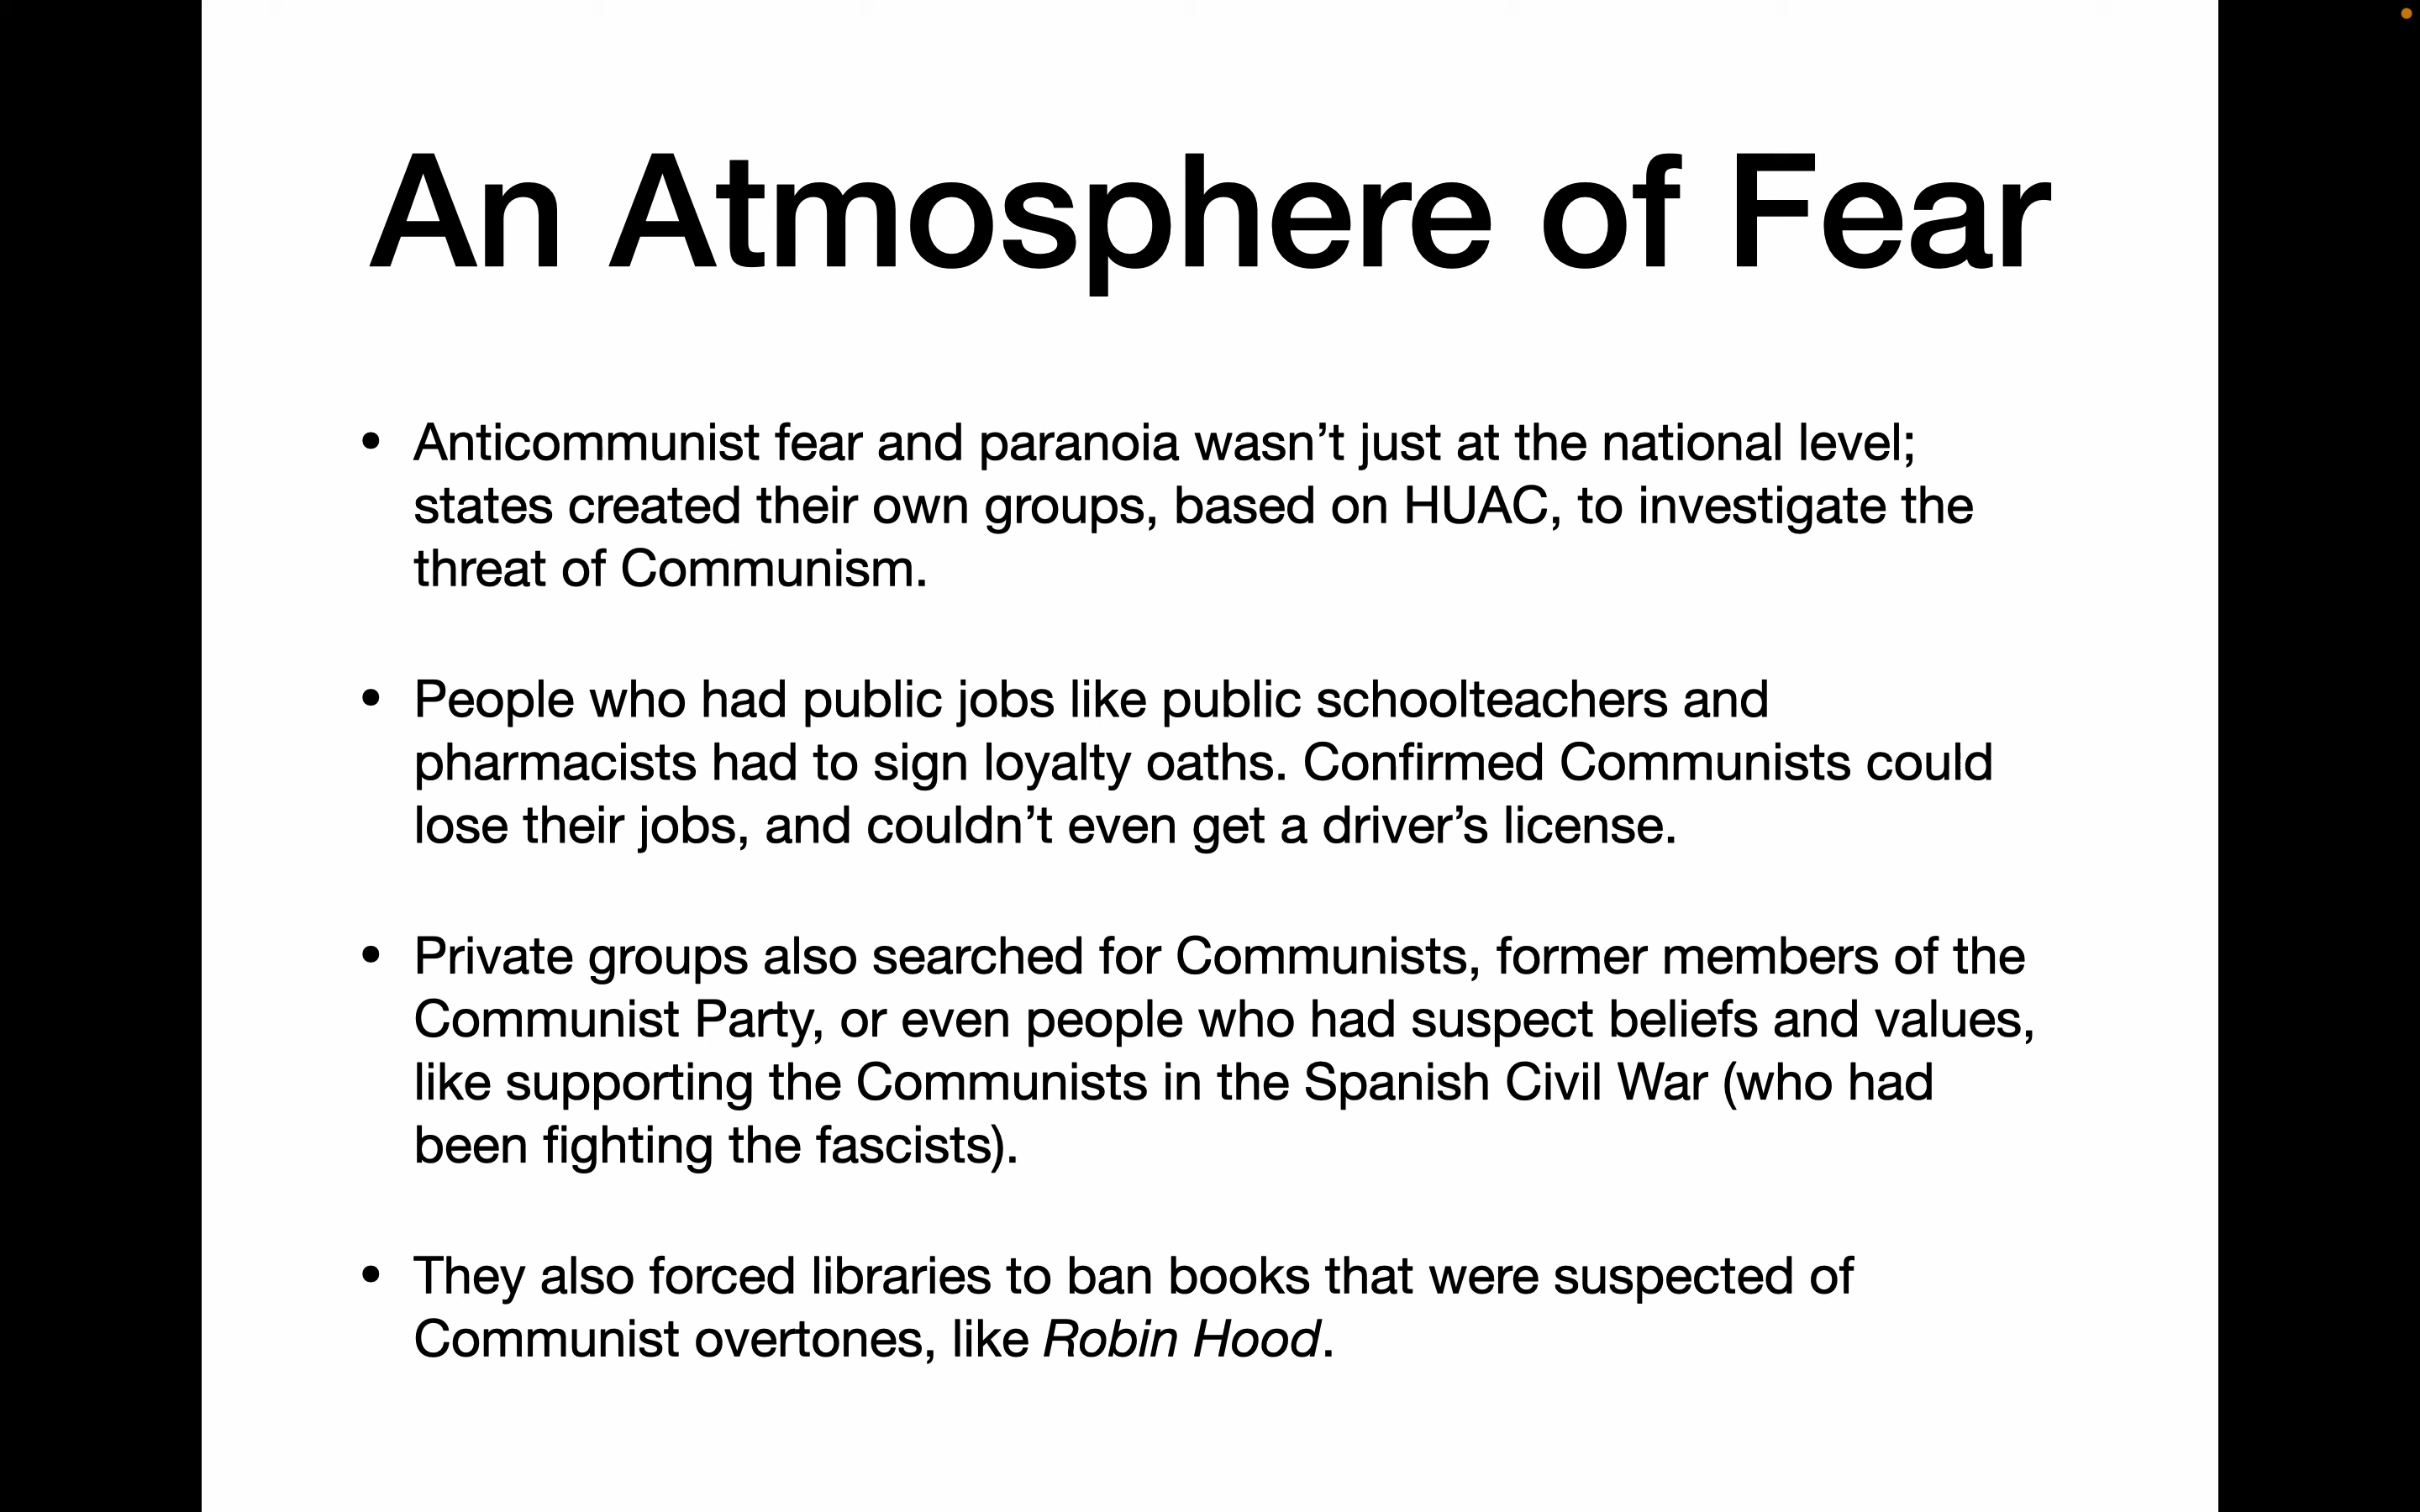 An Atmosphere of Fear
• Anticommunist fear and paranoia wasn’t just at the national level;
states created their own groups, based on HUAC, to investigate the
threat of Communism.
• People who had public jobs like public schoolteachers and
pharmacists had to sign loyalty oaths. Confirmed Communists could
lose their jobs, and couldn’t even get a driver’s license.
• Private groups also searched for Communists, former members of the
Communist Party, or even people who had suspect beliefs and values,
like supporting the Communists in the Spanish Civil War (who had
been fighting the fascists).
• They also forced libraries to ban books that were suspected of
Communist overtones, like Robin Hood.